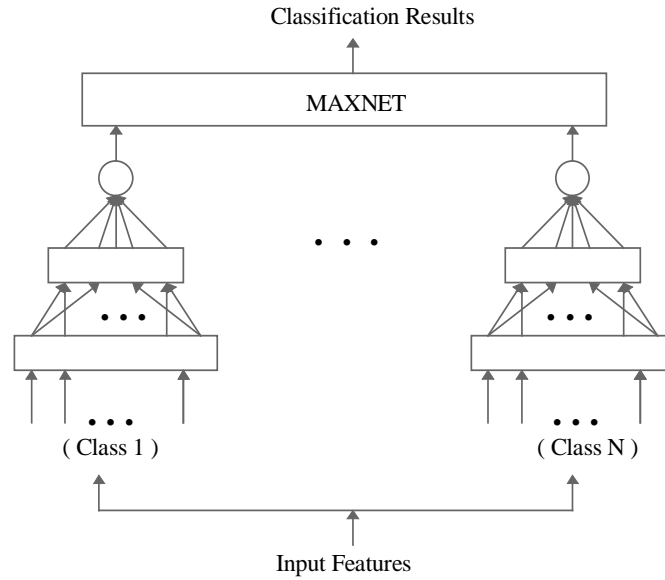 Classification Results
MAXNET
• • •
• • •
• • •
• • •
• • •
( Class 1 )
( Class N )
Input Features